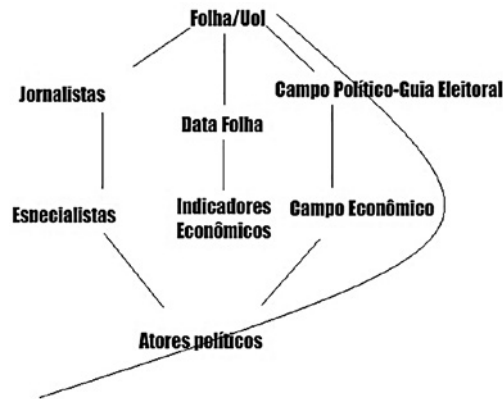 Folha/Uol
Jornalistas
Campo Político-Guia Eleitoral
Data Folha
Especialistas
Indicadores
Econômicos
Campo Econômico
Atores políticos